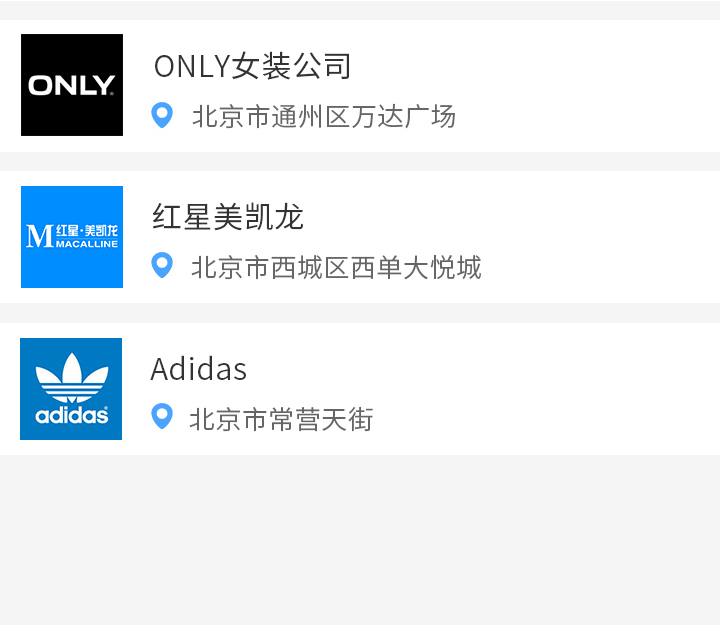 ONLY
ONLY女装公司
北京市通州区万达广场
M 红星·美凯龙
MACALLINE
红星美凯龙
北京市西城区西单大悦城
adidas
Adidas
北京市常营天街